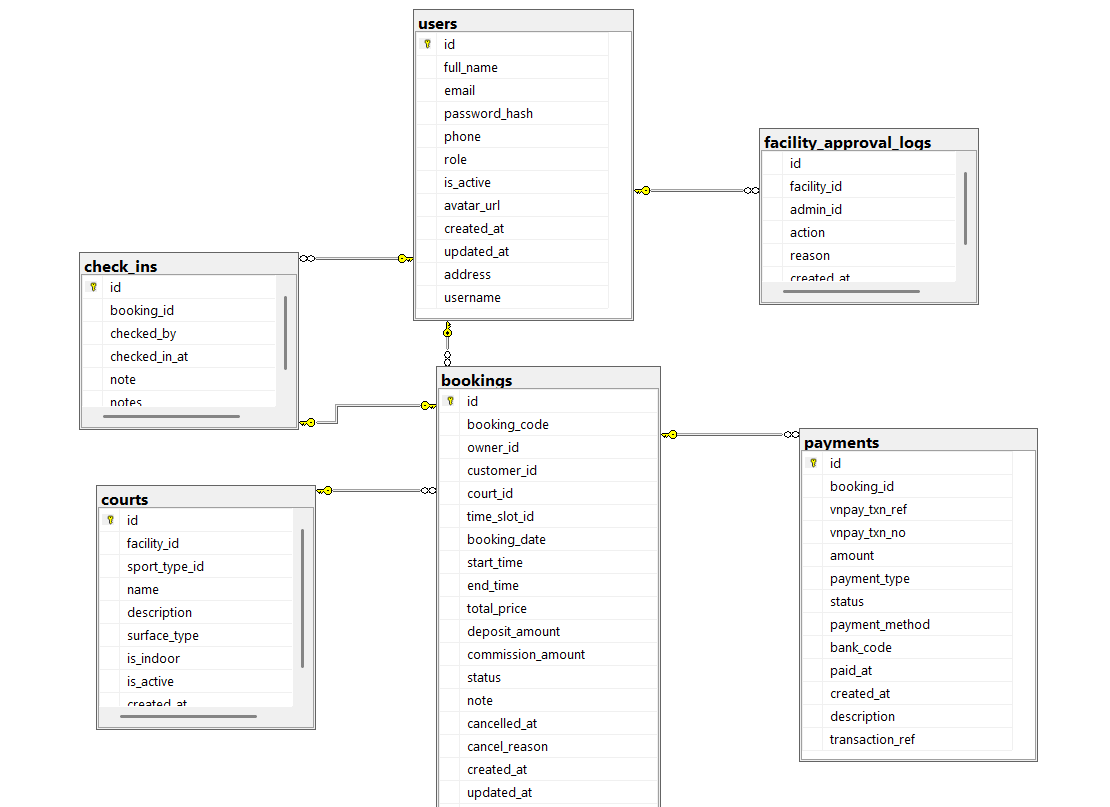 users
id
full_name
email
password_hash
phone
role
is_active
avatar_url
created_at
updated_at
address
username
facility_approval_logs
id
facility_id
admin_id
action
reason
created_at
check_ins
id
booking_id
checked_by
checked_in_at
note
notes
bookings
id
booking_code
owner_id
customer_id
court_id
time_slot_id
booking_date
start_time
end_time
total_price
deposit_amount
commission_amount
status
note
cancelled_at
cancel_reason
created_at
updated_at
payments
id
booking_id
vnpay_txn_ref
vnpay_txn_no
amount
payment_type
status
payment_method
bank_code
paid_at
created_at
description
transaction_ref
courts
id
facility_id
sport_type_id
name
description
surface_type
is_indoor
is_active
created_at